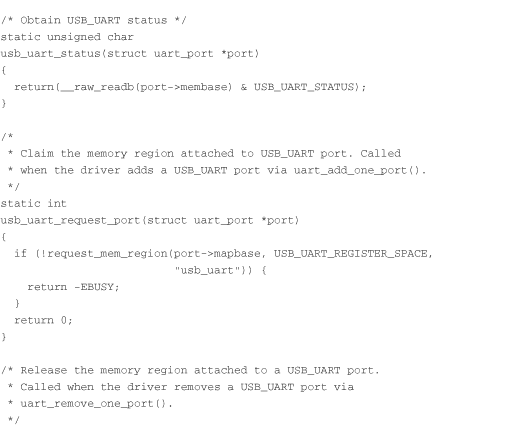 /* Obtain USB_UART status */
static unsigned char
usb_uart_status(struct uart_port *port)
{
  return(__raw_readb(port->membase) & USB_UART_STATUS);
}

/*
 * Claim the memory region attached to USB_UART port. Called
 * when the driver adds a USB_UART port via uart_add_one_port().
 */
static int
usb_uart_request_port(struct uart_port *port)
{
  if (!request_mem_region(port->mapbase, USB_UART_REGISTER_SPACE,
                          "usb_uart")) {
    return -EBUSY;
  }
  return 0;
}

/* Release the memory region attached to a USB_UART port.
 * Called when the driver removes a USB_UART port via
 * uart_remove_one_port().
 */